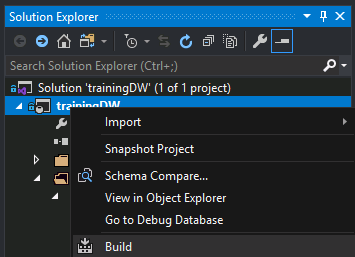 Solution Explorer
Search Solution Explorer (Ctrl+;)
Solution 'trainingDW' (1 of 1 project)
trainingDW
Import
Snapshot Project
Schema Compare...
View in Object Explorer
Go to Debug Database
Build